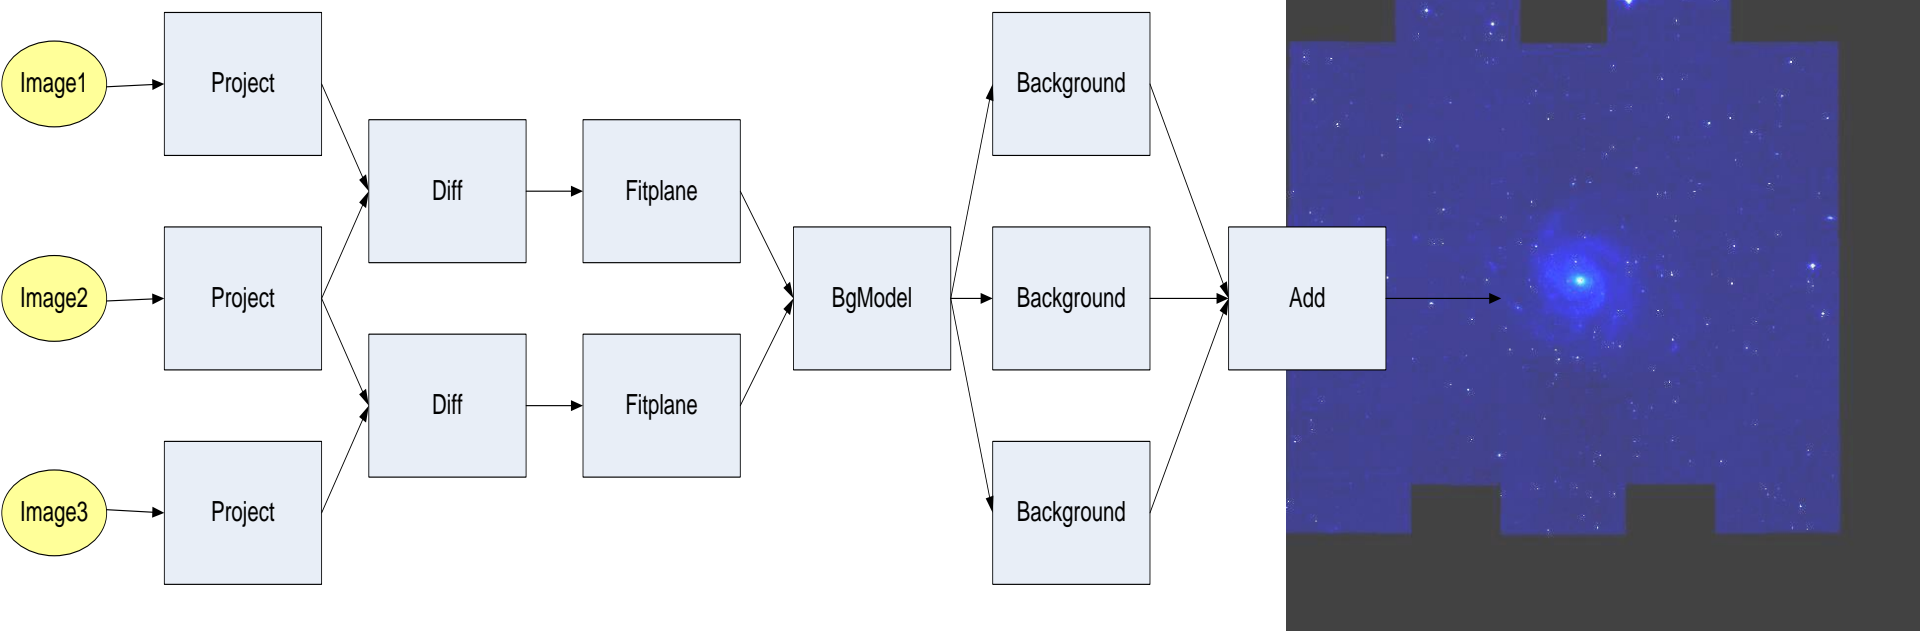 Image1
Project
Background
Diff
Fitplane
Image2
Project
BgModel
Background
Add
Diff
Fitplane
Image3
Project
Background